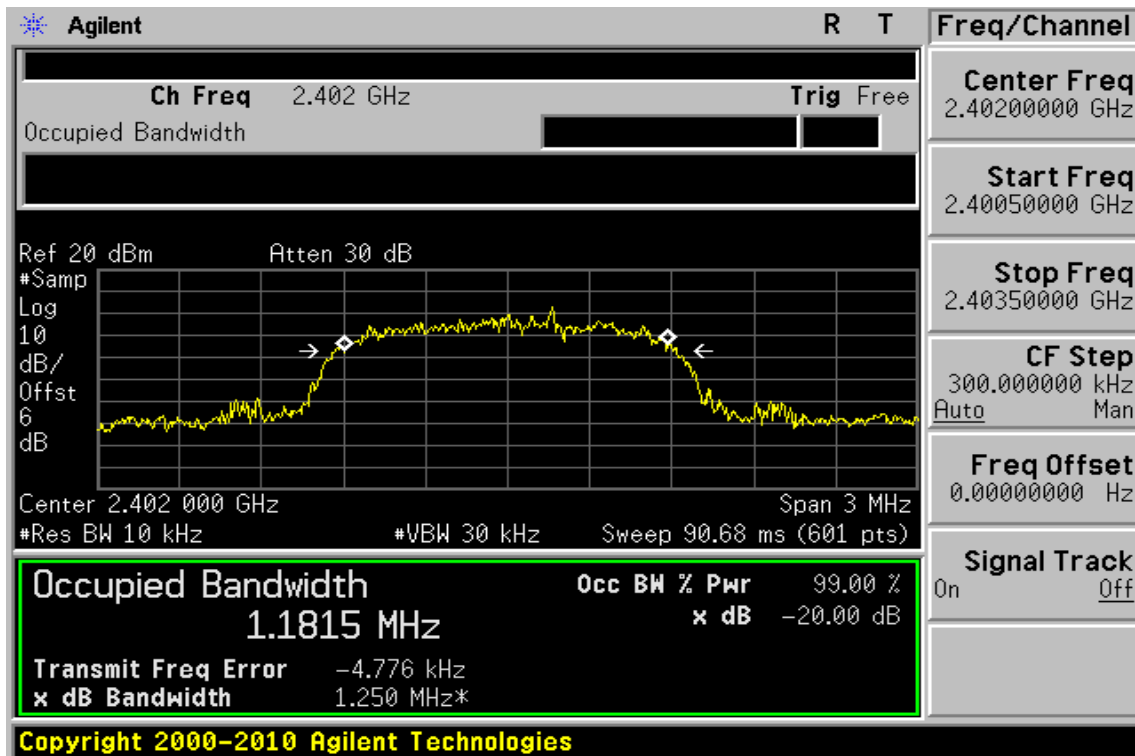 Agilent R T
Ch Freq 2.402 GHz Trig Free
Occupied Bandwidth
Ref 20 dBm Atten 30 dB
#Samp
Log
10
dB/
Offst
6
dB
Center 2.402 000 GHz Span 3 MHz
#Res BW 10 kHz #VBW 30 kHz Sweep 90.68 ms (601 pts)
Occupied Bandwidth
1.1815 MHz
Occ BW % Pwr 99.00 %
x dB -20.00 dB
Transmit Freq Error -4.776 kHz
x dB Bandwidth 1.250 MHz*
Copyright 2000-2010 Agilent Technologies
Freq/Channel
Center Freq
2.40200000 GHz
Start Freq
2.40050000 GHz
Stop Freq
2.40350000 GHz
CF Step
300.000000 kHz
Auto Man
Freq Offset
0.00000000 Hz
Signal Track
On Off